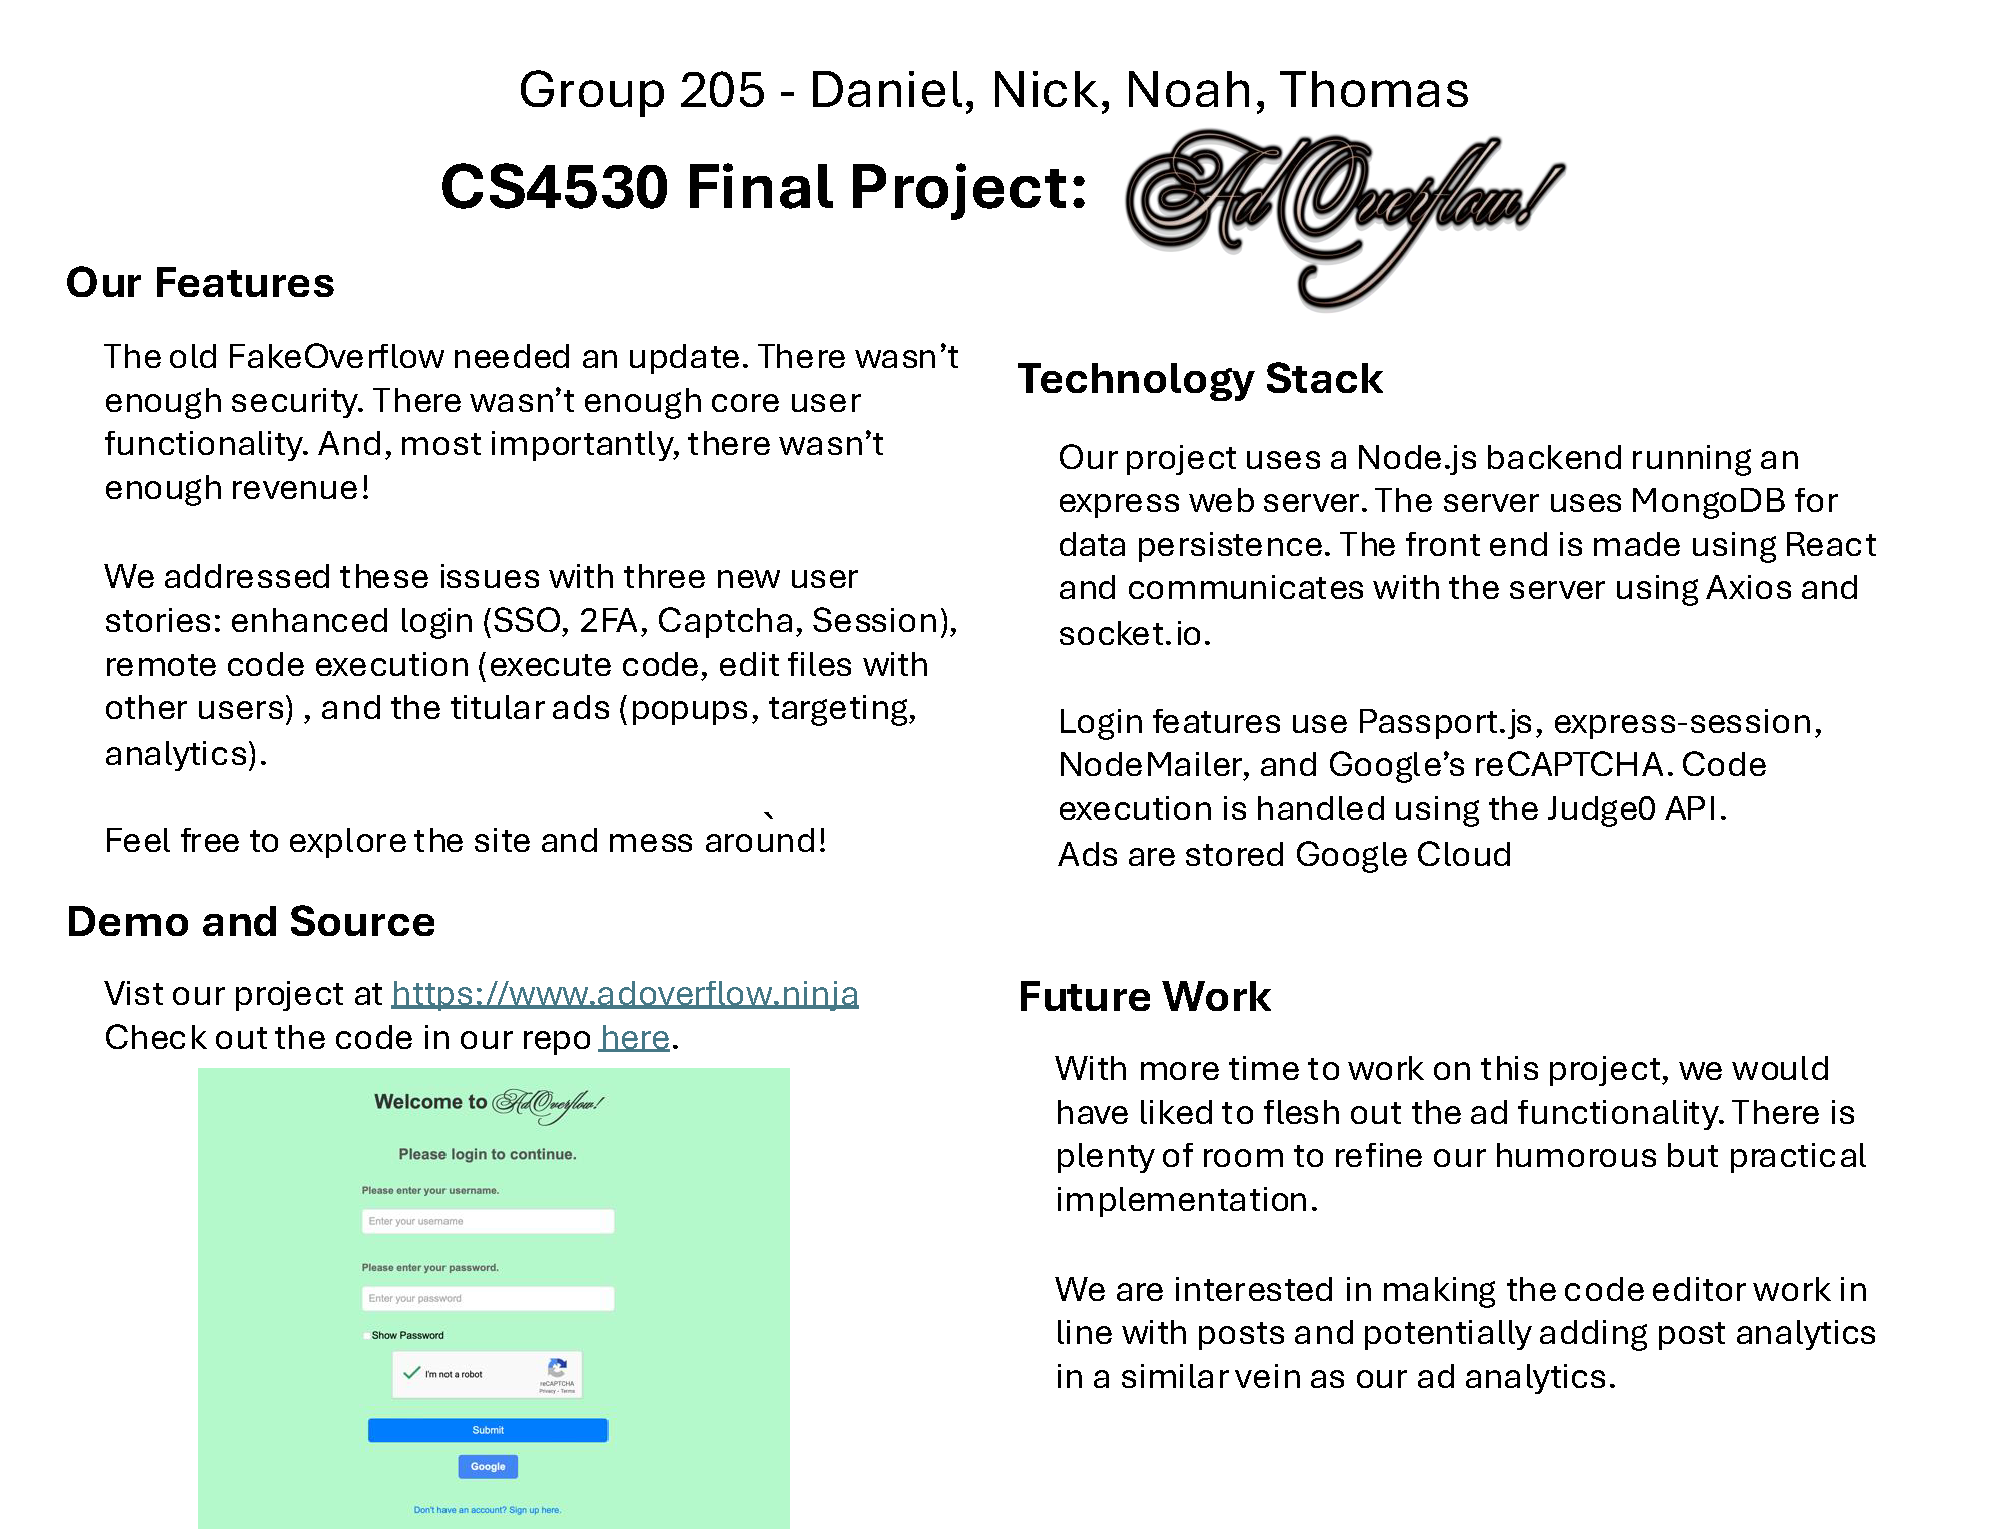 Group 205 - Daniel, Nick, Noah, Thomas
CS4530 Final Project: Ad Overflow!
Our Features
The old FakeOverflow needed an update. There wasn’t
enough security. There wasn’t enough core user
functionality. And, most importantly, there wasn’t
enough revenue!
We addressed these issues with three new user
stories: enhanced login (SSO, 2FA, Captcha, Session),
remote code execution (execute code, edit files with
other users) , and the titular ads (popups, targeting,
analytics).
`
Feel free to explore the site and mess aroùnd!
Demo and Source
Vist our project at https://www.adoverflow.ninja
Check out the code in our repo here.
Welcome to Ad Overflow!
Please login to continue.
Please enter your username.
Enter your username
Please enter your password.
Enter your password
Show Password
I'm not a robot
reCAPTCHA
Privacy - Terms
Submit
Google
Don't have an account? Sign up here.
Technology Stack
Our project uses a Node.js backend running an
express web server. The server uses MongoDB for
data persistence. The front end is made using React
and communicates with the server using Axios and
socket.io.
Login features use Passport.js, express-session,
NodeMailer, and Google’s reCAPTCHA. Code
execution is handled using the Judge0 API.
Ads are stored Google Cloud
Future Work
With more time to work on this project, we would
have liked to flesh out the ad functionality. There is
plenty of room to refine our humorous but practical
implementation.
We are interested in making the code editor work in
line with posts and potentially adding post analytics
in a similar vein as our ad analytics.